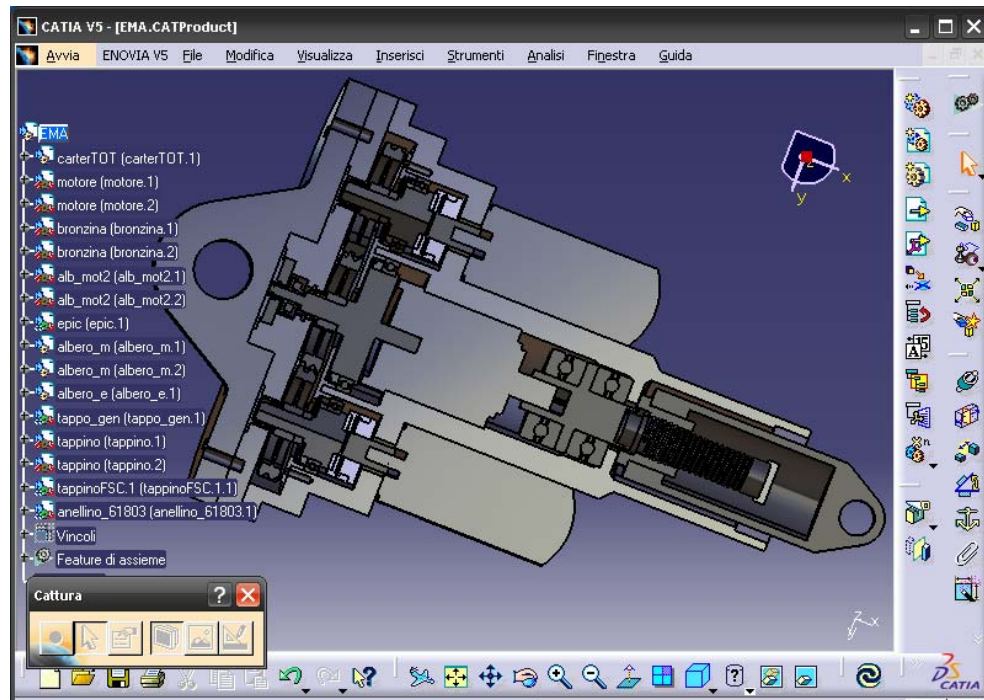 CATIA V5 - [EMA.CATProduct]
Avvia ENOVIA V5 File Modifica Visualizza Inserisci Strumenti Analisi Finestra Guida
EMA
carterTOT (carterTOT.1)
motore (motore.1)
motore (motore.2)
bronzina (bronzina.1)
bronzina (bronzina.2)
alb_mot2 (alb_mot2.1)
alb_mot2 (alb_mot2.2)
epic (epic.1)
albero_m (albero_m.1)
albero_m (albero_m.2)
albero_e (albero_e.1)
tappo_gen (tappo_gen.1)
tappino (tappino.1)
tappino (tappino.2)
tappinoFSC.1 (tappinoFSC.1.1)
anellino_61803 (anellino_61803.1)
Vincoli
Feature di assieme
Cattura
x
y
z
x
y
CATIA